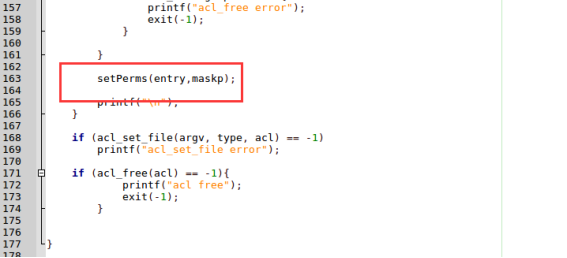 157 printf("acl_free error");
158 exit(-1);
159 }
160
161 }
162
163 setPerms(entry,maskp);
164
165 printf("\n");
166 }
167
168 if (acl_set_file(argv, type, acl) == -1)
169 printf("acl_set_file error");
170
171 if (acl_free(acl) == -1){
172 printf("acl free");
173 exit(-1);
174 }
175
176
177 }
178